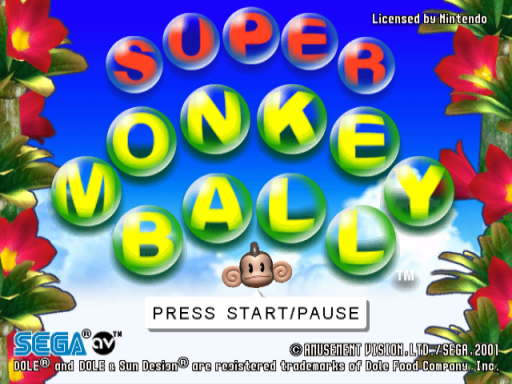 Licensed by Nintendo
SUPER
MONKEY
BALL
TM
PRESS START/PAUSE
SEGA® av™
© AMUSEMENT VISION,LTD./SEGA,2001
DOLE® and DOLE & Sun Design® are registered trademarks of Dole Food Company, Inc.